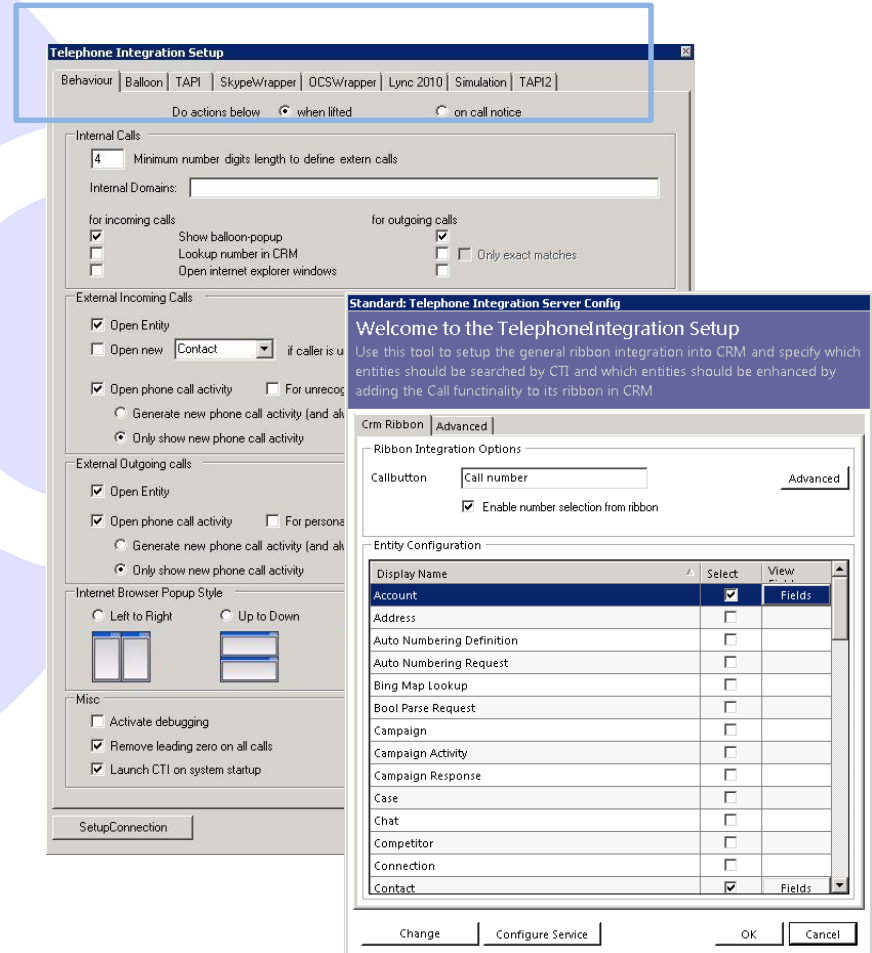 Telephone Integration Setup
Behaviour Balloon TAPI SkypeWrapper OCSWrapper Lync 2010 Simulation TAPI2
Do actions below when lifted on call notice
Internal Calls
4 Minimum number digits length to define extern calls
Internal Domains:
for incoming calls for outgoing calls
Show balloon-popup
Lookup number in CRM Only exact matches
Open internet explorer windows
External Incoming Calls
Open Entity
Open new Contact if caller is u
Open phone call activity For unrecog
Generate new phone call activity (and al
Only show new phone call activity
External Outgoing calls
Open Entity
Open phone call activity For persona
Generate new phone call activity (and al
Only show new phone call activity
Internet Browser Popup Style
Left to Right Up to Down
Misc
Activate debugging
Remove leading zero on all calls
Launch CTI on system startup
SetupConnection
Standard: Telephone Integration Server Config
Welcome to the TelephoneIntegration Setup
Use this tool to setup the general ribbon integration into CRM and specify which
entities should be searched by CTI and which entities should be enhanced by
adding the Call functinality to its ribbon in CRM
Crm Ribbon Advanced
Ribbon Integration Options
Callbutton Call number Advanced
Enable number selection from ribbon
Entity Configuration
Display Name Select View
Account Fields
Address
Auto Numbering Definition
Auto Numbering Request
Bing Map Lookup
Bool Parse Request
Campaign
Campaign Activity
Campaign Response
Case
Chat
Competitor
Connection
Contact Fields
Change Configure Service OK Cancel